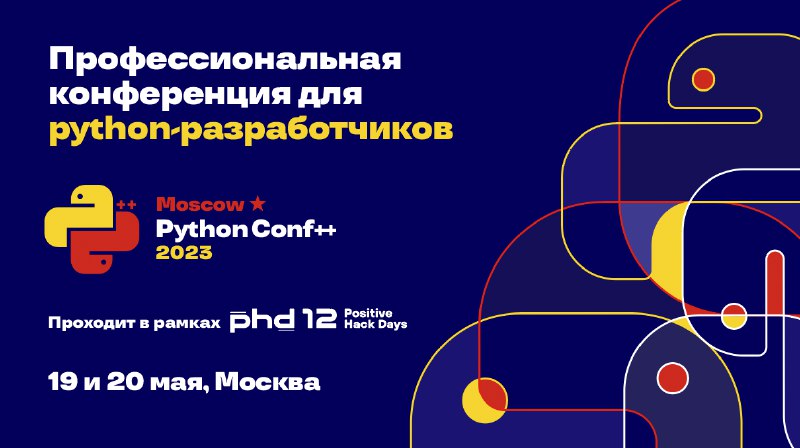 Профессиональная
конференция для
python-разработчиков
++
Moscow ★
Python Conf++
2023
Проходит в рамках phd 12 Positive
Hack Days
19 и 20 мая, Москва